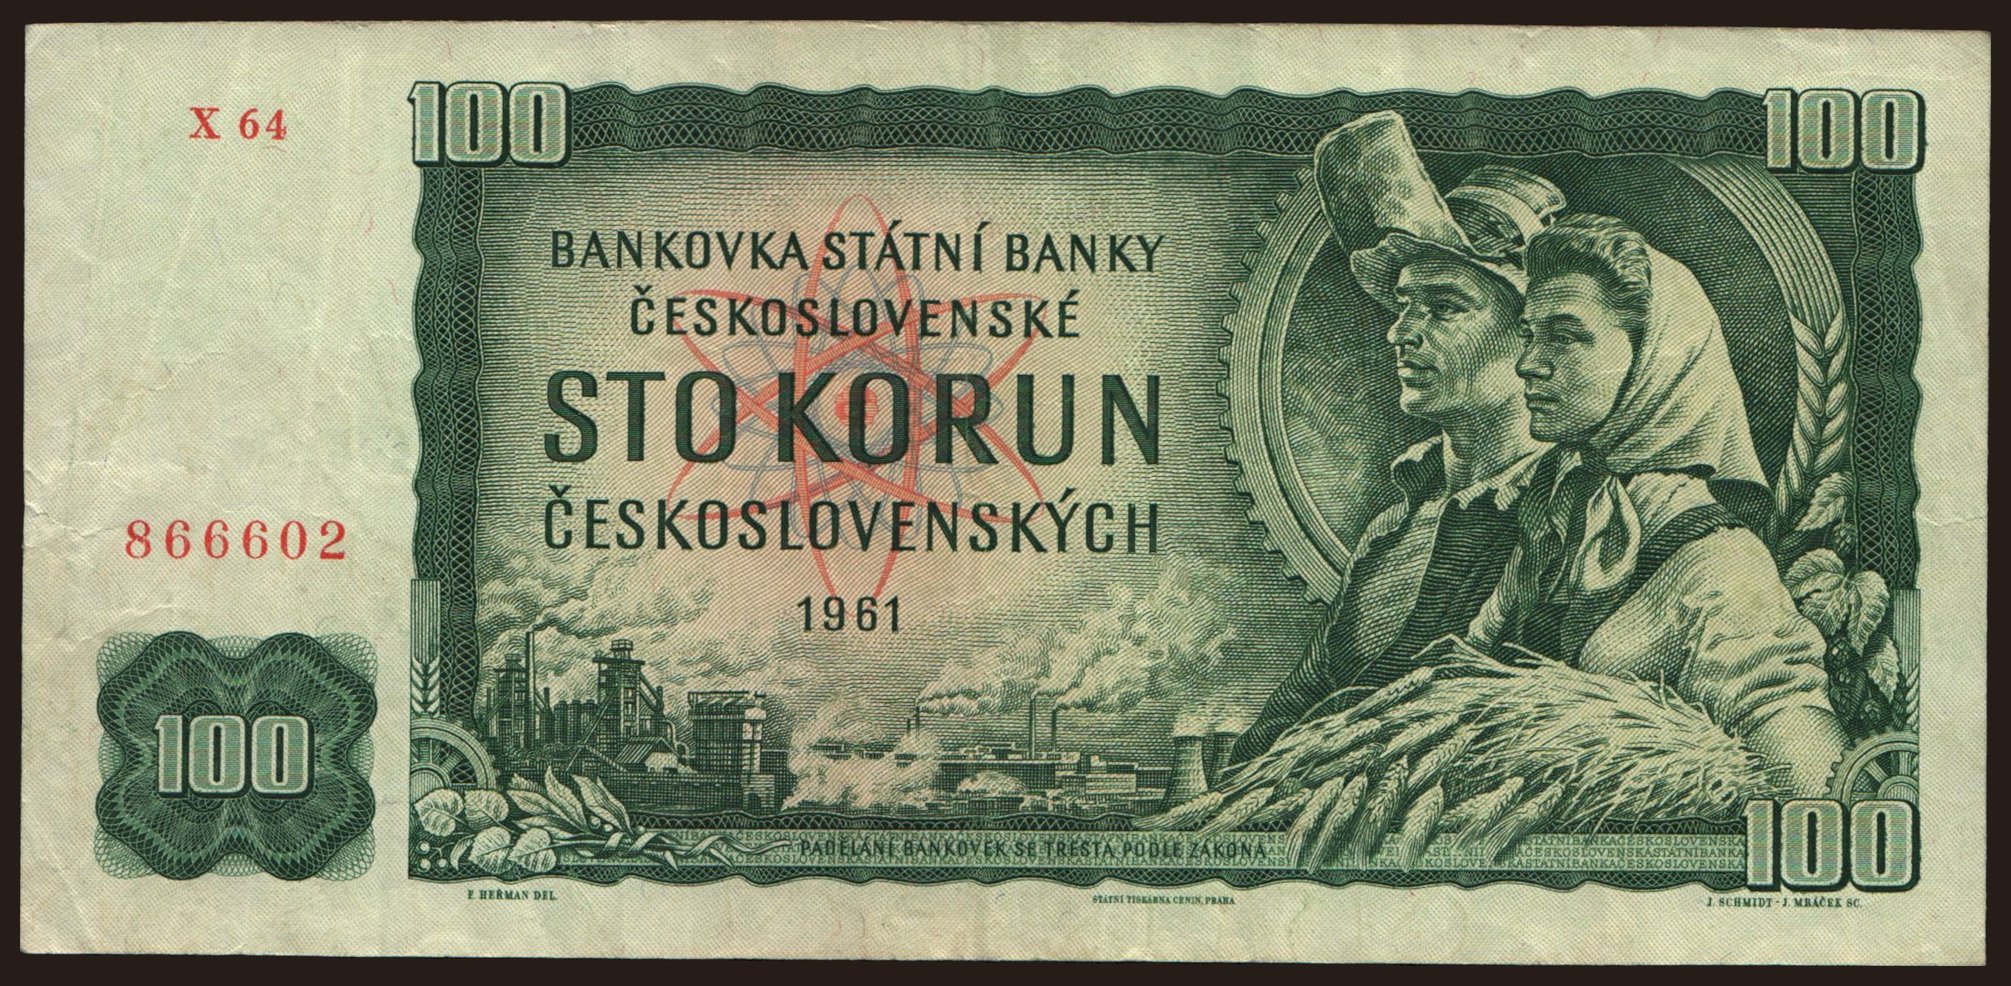 X 64
100
100
BANKOVKA STÁTNÍ BANKY
ČESKOSLOVENSKÉ
STO KORUN
ČESKOSLOVENSKÝCH
866602
1961
100
100
PADĚLÁNÍ BANKOVEK SE TRESTÁ PODLE ZÁKONA
F. HEŘMAN DEL.
STÁTNÍ TISKÁRNA CENIN, PRAHA
J. SCHMIDT - J. MRÁČEK SC.